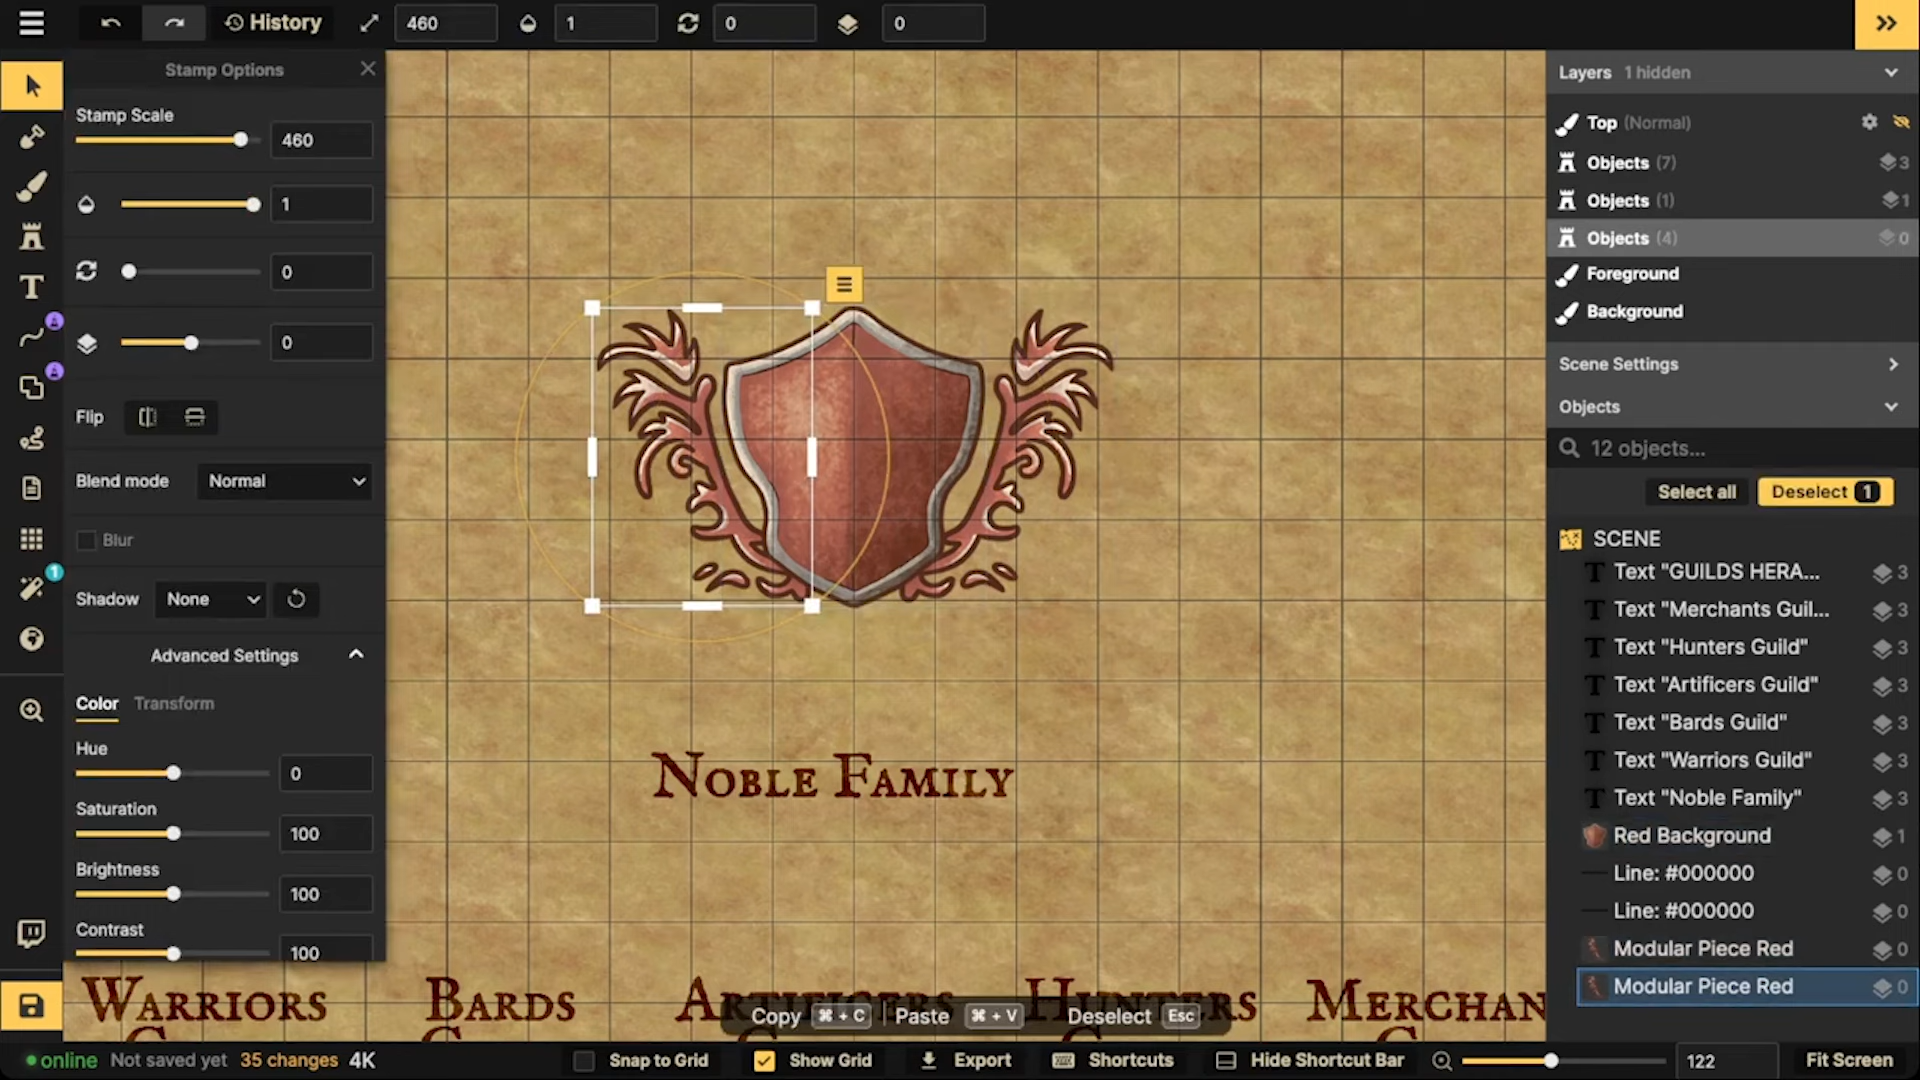 History
460
1
0
0
Stamp Options
Stamp Scale
460
1
0
0
Flip
Blend mode
Normal
Blur
Shadow
None
1
Advanced Settings
Color
Transform
Hue
0
Saturation
100
Brightness
100
Contrast
100
Noble Family
Warriors
Bards
Artificers
Hunters
Merchan
Copy ⌘ + C Paste ⌘ + V Deselect Esc
Layers 1 hidden
Top (Normal)
Objects (7) 3
Objects (1) 1
Objects (4) 0
Foreground
Background
Scene Settings
Objects
12 objects...
Select all
Deselect 1
SCENE
Text "GUILDS HERA... 3
Text "Merchants Guil... 3
Text "Hunters Guild" 3
Text "Artificers Guild" 3
Text "Bards Guild" 3
Text "Warriors Guild" 3
Text "Noble Family" 3
Red Background 1
Line: #000000 0
Line: #000000 0
Modular Piece Red 0
Modular Piece Red 0
online Not saved yet 35 changes 4K
Snap to Grid
Show Grid
Export
Shortcuts
Hide Shortcut Bar
122
Fit Screen